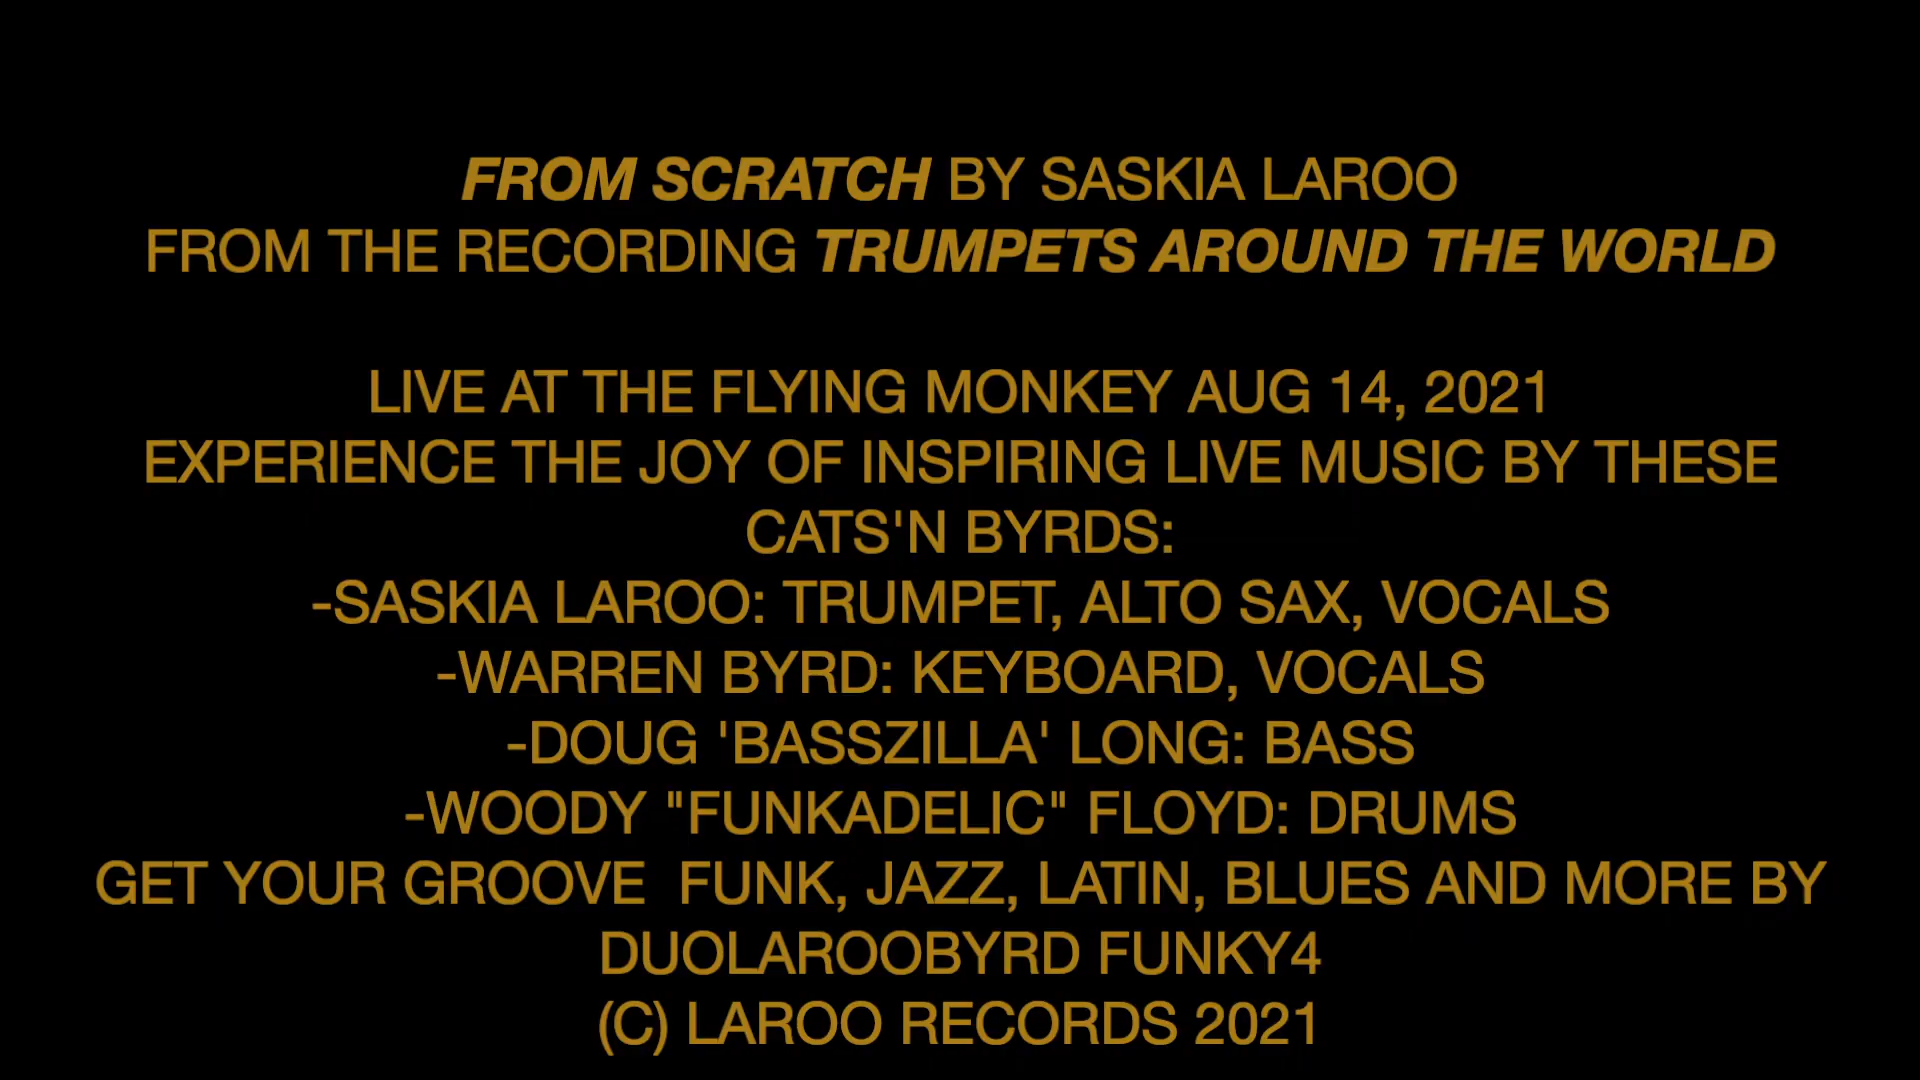 FROM SCRATCH BY SASKIA LAROO
FROM THE RECORDING TRUMPETS AROUND THE WORLD
LIVE AT THE FLYING MONKEY AUG 14, 2021
EXPERIENCE THE JOY OF INSPIRING LIVE MUSIC BY THESE
CATS'N BYRDS:
-SASKIA LAROO: TRUMPET, ALTO SAX, VOCALS
-WARREN BYRD: KEYBOARD, VOCALS
-DOUG 'BASSZILLA' LONG: BASS
-WOODY "FUNKADELIC" FLOYD: DRUMS
GET YOUR GROOVE  FUNK, JAZZ, LATIN, BLUES AND MORE BY
DUOLAROOBYRD FUNKY4
(C) LAROO RECORDS 2021